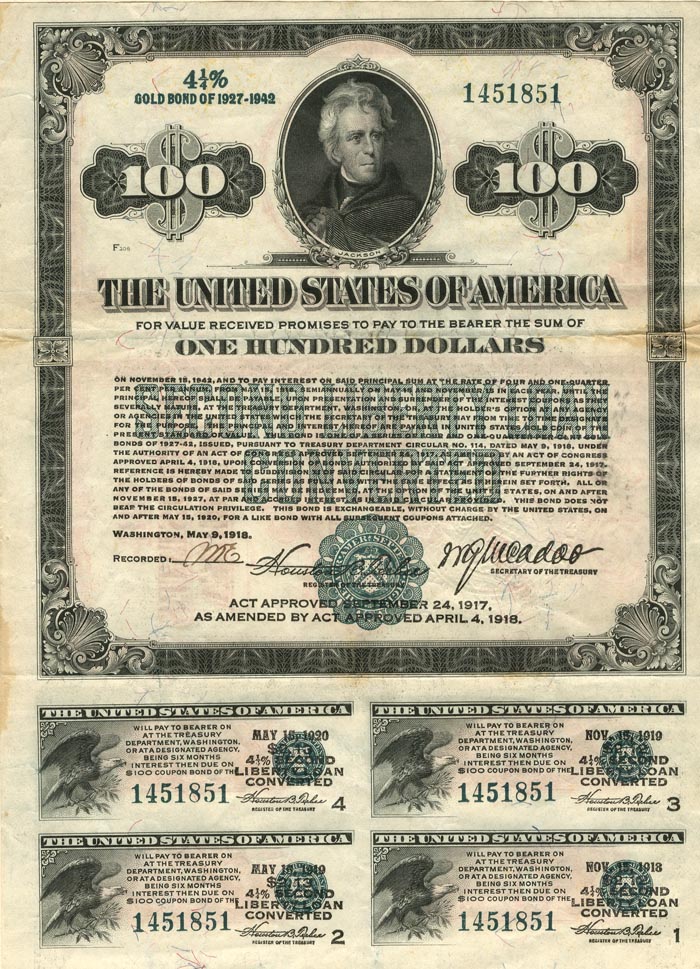 4¼%
GOLD BOND OF 1927-1942
1451851
$100
$100
JACKSON
THE UNITED STATES OF AMERICA
FOR VALUE RECEIVED PROMISES TO PAY TO THE BEARER THE SUM OF
ONE HUNDRED DOLLARS
ON NOVEMBER 15, 1942, AND TO PAY INTEREST ON SAID PRINCIPAL SUM AT THE RATE OF FOUR AND ONE-QUARTER
PER CENT PER ANNUM, FROM MAY 15, 1918, SEMIANNUALLY ON MAY 15 AND NOVEMBER 15 IN EACH YEAR, UNTIL THE
PRINCIPAL
PRESENTATION AND
INTEREST COUPONS AS THEY
SEVERALLY MATURE, AT THE TREASURY DEPARTMENT, WASHINGTON, OR, AT THE HOLDER'S OPTION AT ANY AGENCY
OR AGENCIES IN THE UNITED STATES WHICH THE SECRETARY OF THE TREASURY MAY FROM TIME TO TIME DESIGNATE
FOR THE PURPOSE. THE PRINCIPAL AND INTEREST HEREOF ARE PAYABLE IN UNITED STATES GOLD COIN OF THE
PRESENT STANDARD OF VALUE. THIS BOND IS ONE OF A SERIES OF FOUR AND ONE-QUARTER PER CENT GOLD
BONDS OF 1927-42, ISSUED, PURSUANT TO TREASURY DEPARTMENT CIRCULAR NO. 114, DATED MAY 9, 1918, UNDER
THE AUTHORITY OF AN ACT OF CONGRESS APPROVED SEPTEMBER 24, 1917, AS AMENDED BY AN ACT OF CONGRESS
APPROVED APRIL 4, 1918, UPON CONVERSION OF BONDS AUTHORIZED BY SAID ACT APPROVED SEPTEMBER 24, 1917.
REFERENCE IS HEREBY MADE TO SUBDIVISION OF SAID CIRCULAR FOR A STATEMENT OF THE FURTHER RIGHTS OF
THE HOLDERS OF BONDS OF SAID SERIES HEREIN SET FORTH. ALL OR
ANY OF THE BONDS OF SAID SERIES THE OPTION OF THE UNITED STATES, ON AND AFTER
NOVEMBER 15, 1927, AT PAR AND ACCRUED INTEREST, AS IN SAID CIRCULAR PROVIDED. THIS BOND DOES NOT
BEAR THE CIRCULATION PRIVILEGE. THIS BOND IS EXCHANGEABLE, WITHOUT CHARGE BY THE UNITED STATES, ON
AND AFTER MAY 15, 1920, FOR A LIKE BOND WITH ALL SUBSEQUENT COUPONS ATTACHED.
SECOND LIBERTY LOAN
CONVERTED
WASHINGTON, MAY 9, 1918.
RECORDED:
Houston B. Teehee
REGISTER OF THE TREASURY
W G McAdoo
SECRETARY OF THE TREASURY
ACT APPROVED SEPTEMBER 24, 1917,
AS AMENDED BY ACT APPROVED APRIL 4, 1918.
THE UNITED STATES OF AMERICA
WILL PAY TO BEARER ON
AT THE TREASURY
DEPARTMENT, WASHINGTON,
OR AT A DESIGNATED AGENCY,
BEING SIX MONTHS
INTEREST THEN DUE ON
$100 COUPON BOND OF THE
MAY 15, 1920
$2.13
4¼% SECOND
LIBERTY LOAN
CONVERTED
1451851
Houston B. Teehee
REGISTER OF THE TREASURY
4
THE UNITED STATES OF AMERICA
WILL PAY TO BEARER ON
AT THE TREASURY
DEPARTMENT, WASHINGTON,
OR AT A DESIGNATED AGENCY,
BEING SIX MONTHS
INTEREST THEN DUE ON
$100 COUPON BOND OF THE
NOV. 15, 1919
4¼% SECOND
LIBERTY LOAN
CONVERTED
1451851
Houston B. Teehee
REGISTER OF THE TREASURY
3
THE UNITED STATES OF AMERICA
WILL PAY TO BEARER ON
AT THE TREASURY
DEPARTMENT, WASHINGTON,
OR AT A DESIGNATED AGENCY,
BEING SIX MONTHS
INTEREST THEN DUE ON
$100 COUPON BOND OF THE
MAY 15, 1919
$2.13
4¼% SECOND
LIBERTY LOAN
CONVERTED
1451851
Houston B. Teehee
REGISTER OF THE TREASURY
2
THE UNITED STATES OF AMERICA
WILL PAY TO BEARER ON
AT THE TREASURY
DEPARTMENT, WASHINGTON,
OR AT A DESIGNATED AGENCY,
BEING SIX MONTHS
INTEREST THEN DUE ON
$100 COUPON BOND OF THE
NOV. 15, 1918
4¼% SECOND
LIBERTY LOAN
CONVERTED
1451851
Houston B. Teehee
REGISTER OF THE TREASURY
1